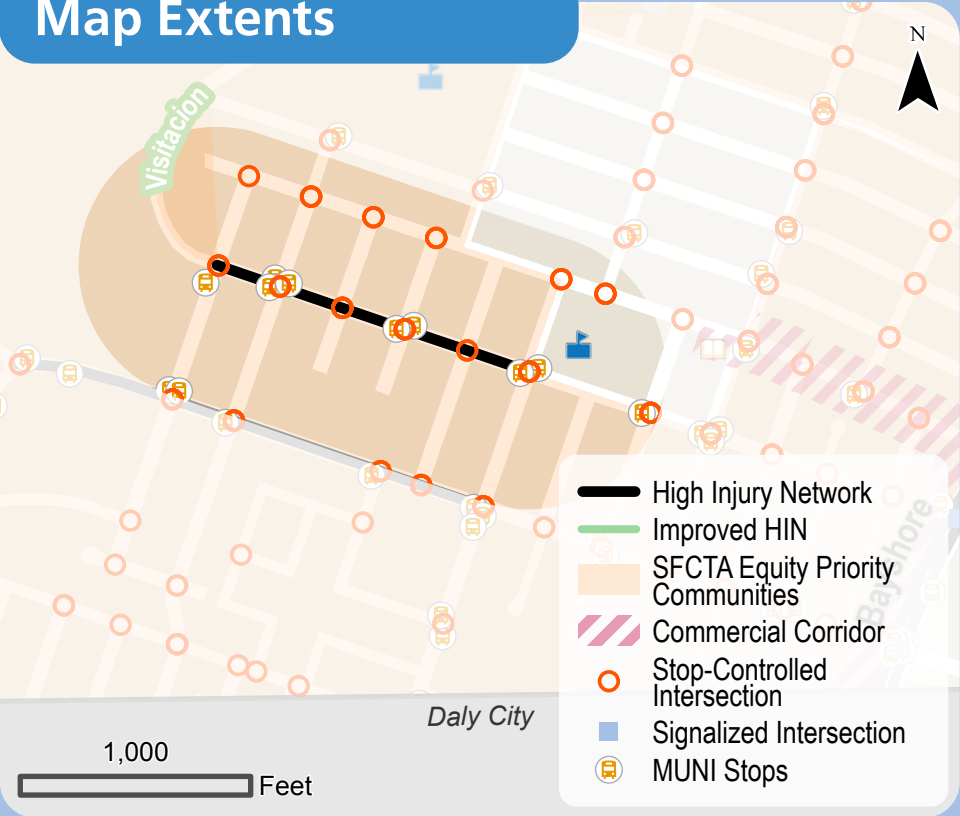 Map Extents
N
Visitacion
Bayshore
High Injury Network
Improved HIN
SFCTA Equity Priority
Communities
Commercial Corridor
Stop-Controlled
Intersection
Signalized Intersection
MUNI Stops
Daly City
1,000
Feet